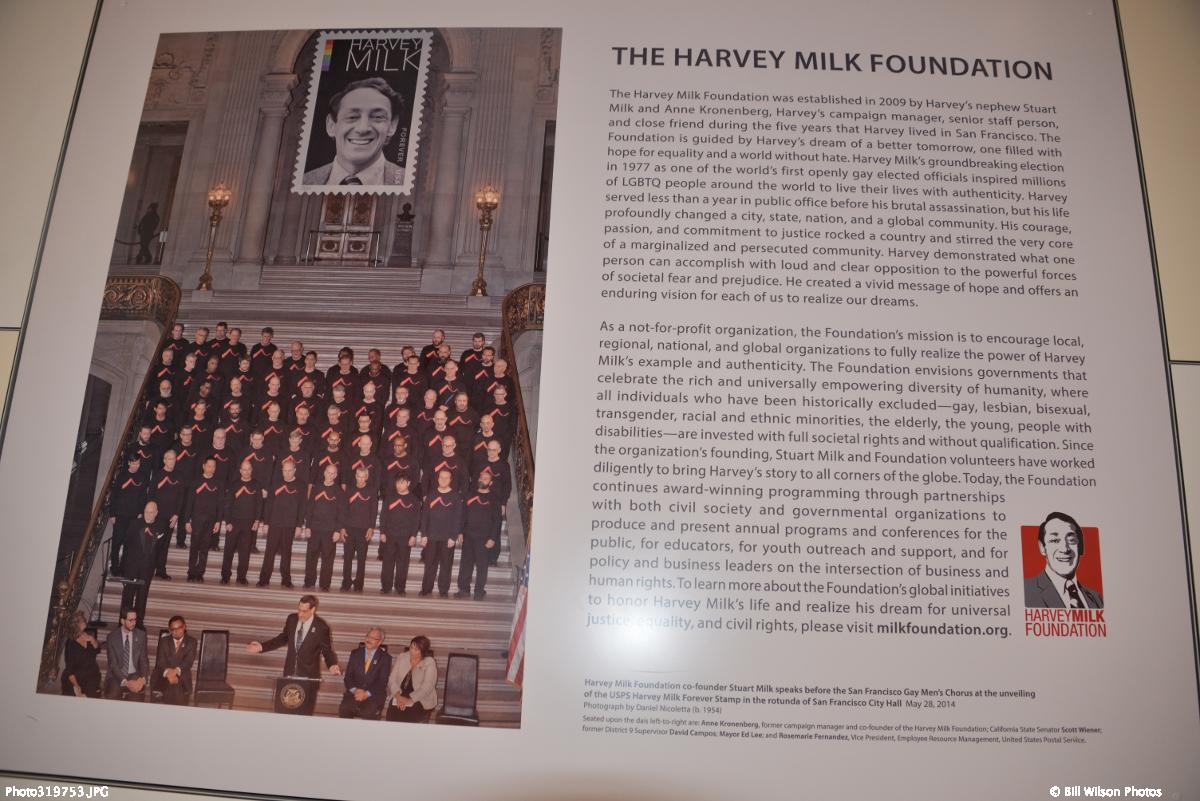 HARVEY
MILK
FOREVER
USA
THE HARVEY MILK FOUNDATION
The Harvey Milk Foundation was established in 2009 by Harvey's nephew Stuart
Milk and Anne Kronenberg, Harvey's campaign manager, senior staff person,
and close friend during the five years that Harvey lived in San Francisco. The
Foundation is guided by Harvey's dream of a better tomorrow, one filled with
hope for equality and a world without hate. Harvey Milk's groundbreaking election
in 1977 as one of the world's first openly gay elected officials inspired millions
of LGBTQ people around the world to live their lives with authenticity. Harvey
served less than a year in public office before his brutal assassination, but his life
profoundly changed a city, state, nation, and a global community. His courage,
passion, and commitment to justice rocked a country and stirred the very core
of a marginalized and persecuted community. Harvey demonstrated what one
person can accomplish with loud and clear opposition to the powerful forces
of societal fear and prejudice. He created a vivid message of hope and offers an
enduring vision for each of us to realize our dreams.
As a not-for-profit organization, the Foundation's mission is to encourage local,
regional, national, and global organizations to fully realize the power of Harvey
Milk's example and authenticity. The Foundation envisions governments that
celebrate the rich and universally empowering diversity of humanity, where
all individuals who have been historically excluded—gay, lesbian, bisexual,
transgender, racial and ethnic minorities, the elderly, the young, people with
disabilities—are invested with full societal rights and without qualification. Since
the organization's founding, Stuart Milk and Foundation volunteers have worked
diligently to bring Harvey's story to all corners of the globe. Today, the Foundation
continues award-winning programming through partnerships
with both civil society and governmental organizations to
produce and present annual programs and conferences for the
public, for educators, for youth outreach and support, and for
policy and business leaders on the intersection of business and
human rights. To learn more about the Foundation's global initiatives
to honor Harvey Milk's life and realize his dream for universal
justice, equality, and civil rights, please visit milkfoundation.org.
HARVEYMILK
FOUNDATION
Harvey Milk Foundation co-founder Stuart Milk speaks before the San Francisco Gay Men's Chorus at the unveiling
of the USPS Harvey Milk Forever Stamp in the rotunda of San Francisco City Hall May 28, 2014
Photograph by Daniel Nicoletta (b. 1954)
Seated upon the dais left-to-right are: Anne Kronenberg, former campaign manager and co-founder of the Harvey Milk Foundation; California State Senator Scott Wiener;
former District 9 Supervisor David Campos; Mayor Ed Lee; and Rosemarie Fernandez, Vice President, Employee Resource Management, United States Postal Service.
Photo319753.JPG
© Bill Wilson Photos